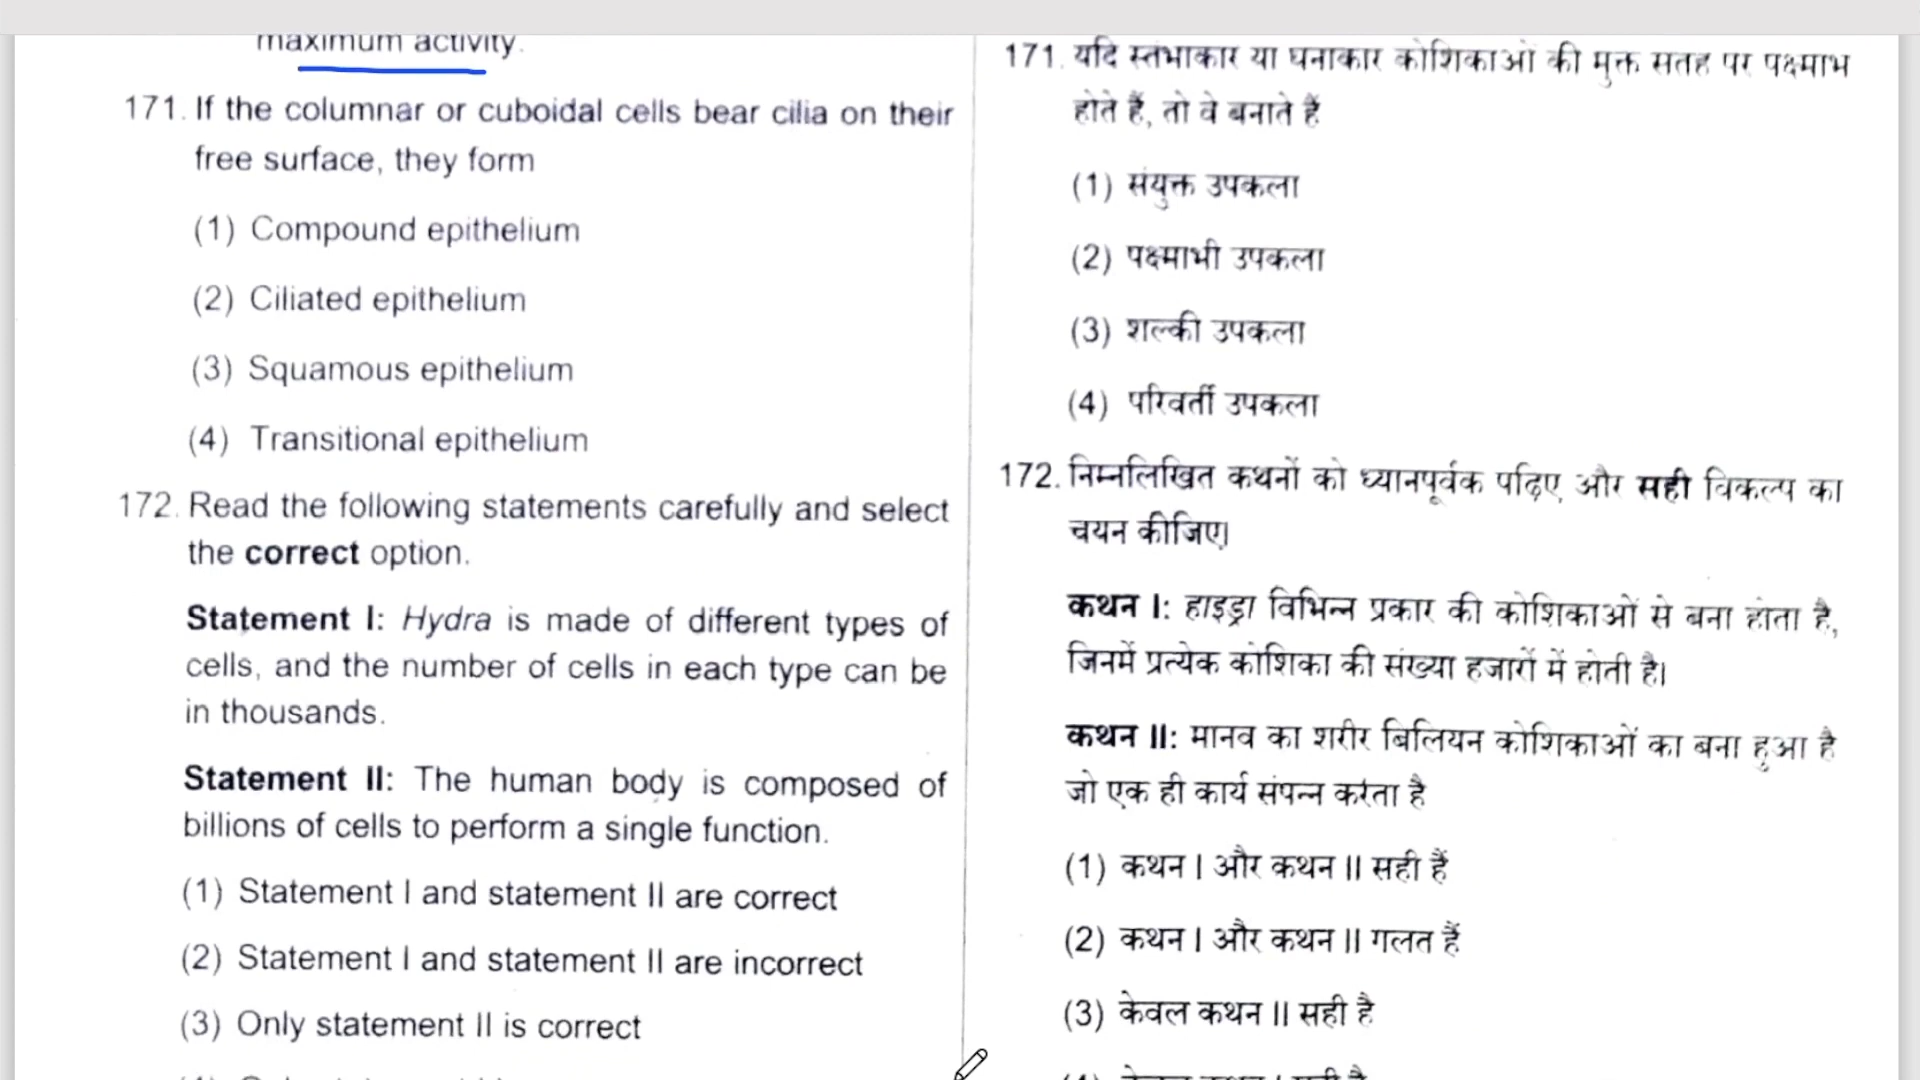 maximum activity.
171. If the columnar or cuboidal cells bear cilia on their
free surface, they form
(1) Compound epithelium
(2) Ciliated epithelium
(3) Squamous epithelium
(4) Transitional epithelium
172. Read the following statements carefully and select
the correct option.
Statement I: Hydra is made of different types of
cells, and the number of cells in each type can be
in thousands.
Statement II: The human body is composed of
billions of cells to perform a single function.
(1) Statement I and statement II are correct
(2) Statement I and statement II are incorrect
(3) Only statement II is correct
171. यदि स्तंभाकार या घनाकार कोशिकाओं की मुक्त सतह पर पक्ष्माभ
होते हैं, तो वे बनाते हैं
(1) संयुक्त उपकला
(2) पक्ष्माभी उपकला
(3) शल्की उपकला
(4) परिवर्ती उपकला
172. निम्नलिखित कथनों को ध्यानपूर्वक पढ़िए और सही विकल्प का
चयन कीजिए।
कथन I: हाइड्रा विभिन्न प्रकार की कोशिकाओं से बना होता है,
जिनमें प्रत्येक कोशिका की संख्या हजारों में होती है।
कथन II: मानव का शरीर बिलियन कोशिकाओं का बना हुआ है
जो एक ही कार्य संपन्न करता है
(1) कथन I और कथन II सही हैं
(2) कथन I और कथन II गलत हैं
(3) केवल कथन II सही है